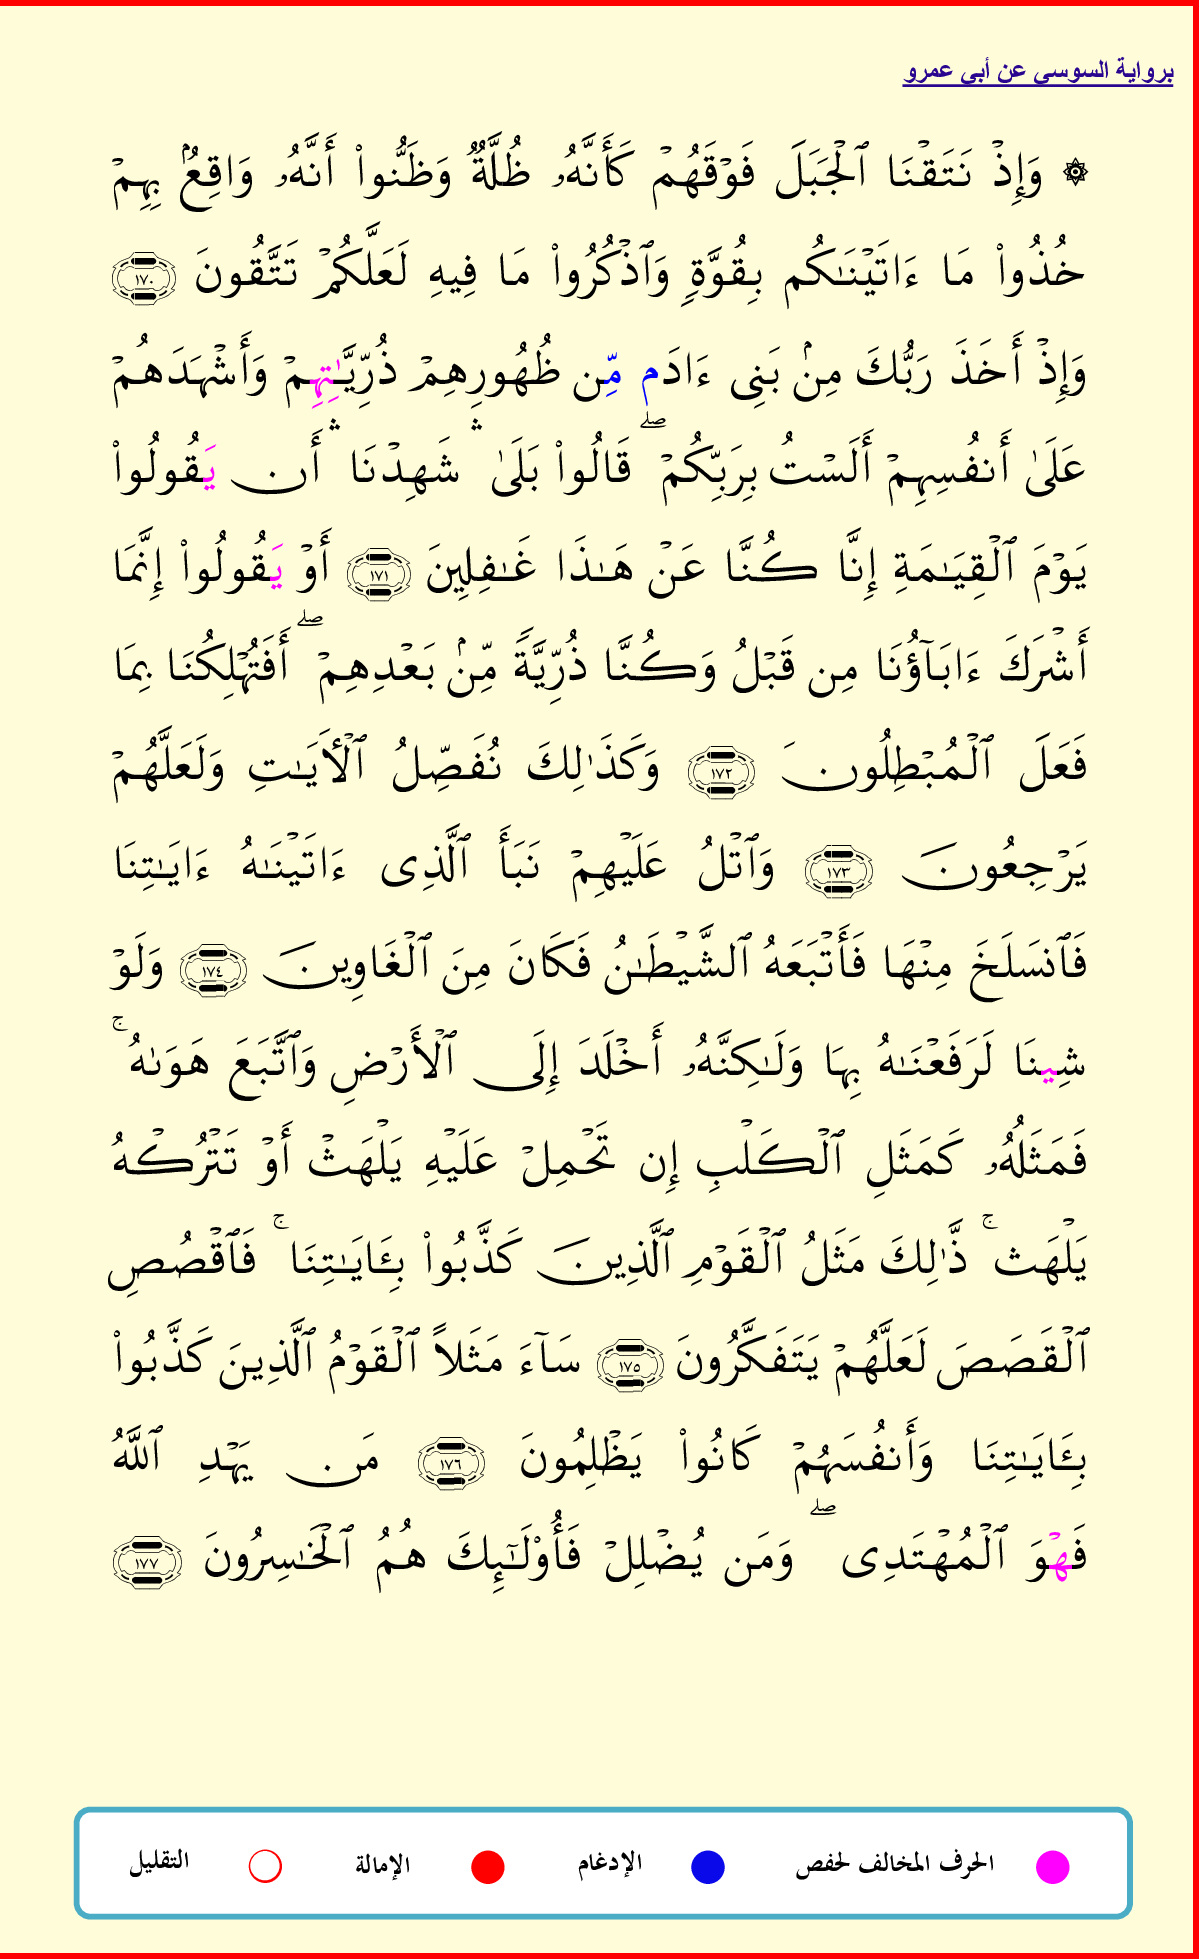 برواية السوسي عن أبي عمرو
۞ وَإِذْ نَتَقْنَا ٱلْجَبَلَ فَوْقَهُمْ كَأَنَّهُۥ ظُلَّةٌ وَظَنُّوا۟ أَنَّهُۥ وَاقِعٌۢ بِهِمْ
خُذُوا۟ مَا ءَاتَيْنَـٰكُم بِقُوَّةٍ وَٱذْكُرُوا۟ مَا فِيهِ لَعَلَّكُمْ تَتَّقُونَ ١٧٠
وَإِذْ أَخَذَ رَبُّكَ مِنۢ بَنِى ءَادَم مِّن ظُهُورِهِمْ ذُرِّيَّـٰتِهِمْ وَأَشْهَدَهُمْ
عَلَىٰ أَنفُسِهِمْ أَلَسْتُ بِرَبِّكُمْ ۖ قَالُوا۟ بَلَىٰ ۛ شَهِدْنَا ۛ أَن يَقُولُوا۟
يَوْمَ ٱلْقِيَـٰمَةِ إِنَّا كُنَّا عَنْ هَـٰذَا غَـٰفِلِينَ ١٧١ أَوْ يَقُولُوا۟ إِنَّمَا
أَشْرَكَ ءَابَآؤُنَا مِن قَبْلُ وَكُنَّا ذُرِّيَّةً مِّنۢ بَعْدِهِمْ ۖ أَفَتُهْلِكُنَا بِمَا
فَعَلَ ٱلْمُبْطِلُونَ ١٧٢ وَكَذَٰلِكَ نُفَصِّلُ ٱلْأَيَـٰتِ وَلَعَلَّهُمْ
يَرْجِعُونَ ١٧٣ وَٱتْلُ عَلَيْهِمْ نَبَأَ ٱلَّذِى ءَاتَيْنَـٰهُ ءَايَـٰتِنَا
فَٱنسَلَخَ مِنْهَا فَأَتْبَعَهُ ٱلشَّيْطَـٰنُ فَكَانَ مِنَ ٱلْغَاوِينَ ١٧٤ وَلَوْ
شِينَا لَرَفَعْنَـٰهُ بِهَا وَلَـٰكِنَّهُۥ أَخْلَدَ إِلَى ٱلْأَرْضِ وَٱتَّبَعَ هَوَىٰهُ ۚ
فَمَثَلُهُۥ كَمَثَلِ ٱلْكَلْبِ إِن تَحْمِلْ عَلَيْهِ يَلْهَثْ أَوْ تَتْرُكْهُ
يَلْهَث ۚ ذَّٰلِكَ مَثَلُ ٱلْقَوْمِ ٱلَّذِينَ كَذَّبُوا۟ بِـَٔايَـٰتِنَا ۚ فَٱقْصُصِ
ٱلْقَصَصَ لَعَلَّهُمْ يَتَفَكَّرُونَ ١٧٥ سَآءَ مَثَلًا ٱلْقَوْمُ ٱلَّذِينَ كَذَّبُوا۟
بِـَٔايَـٰتِنَا وَأَنفُسَهُمْ كَانُوا۟ يَظْلِمُونَ ١٧٦ مَن يَهْدِ ٱللَّهُ
فَهْوَ ٱلْمُهْتَدِى ۖ وَمَن يُضْلِلْ فَأُو۟لَـٰٓئِكَ هُمُ ٱلْخَـٰسِرُونَ ١٧٧
الحرف المخالف لحفص الإدغام الإمالة التقليل